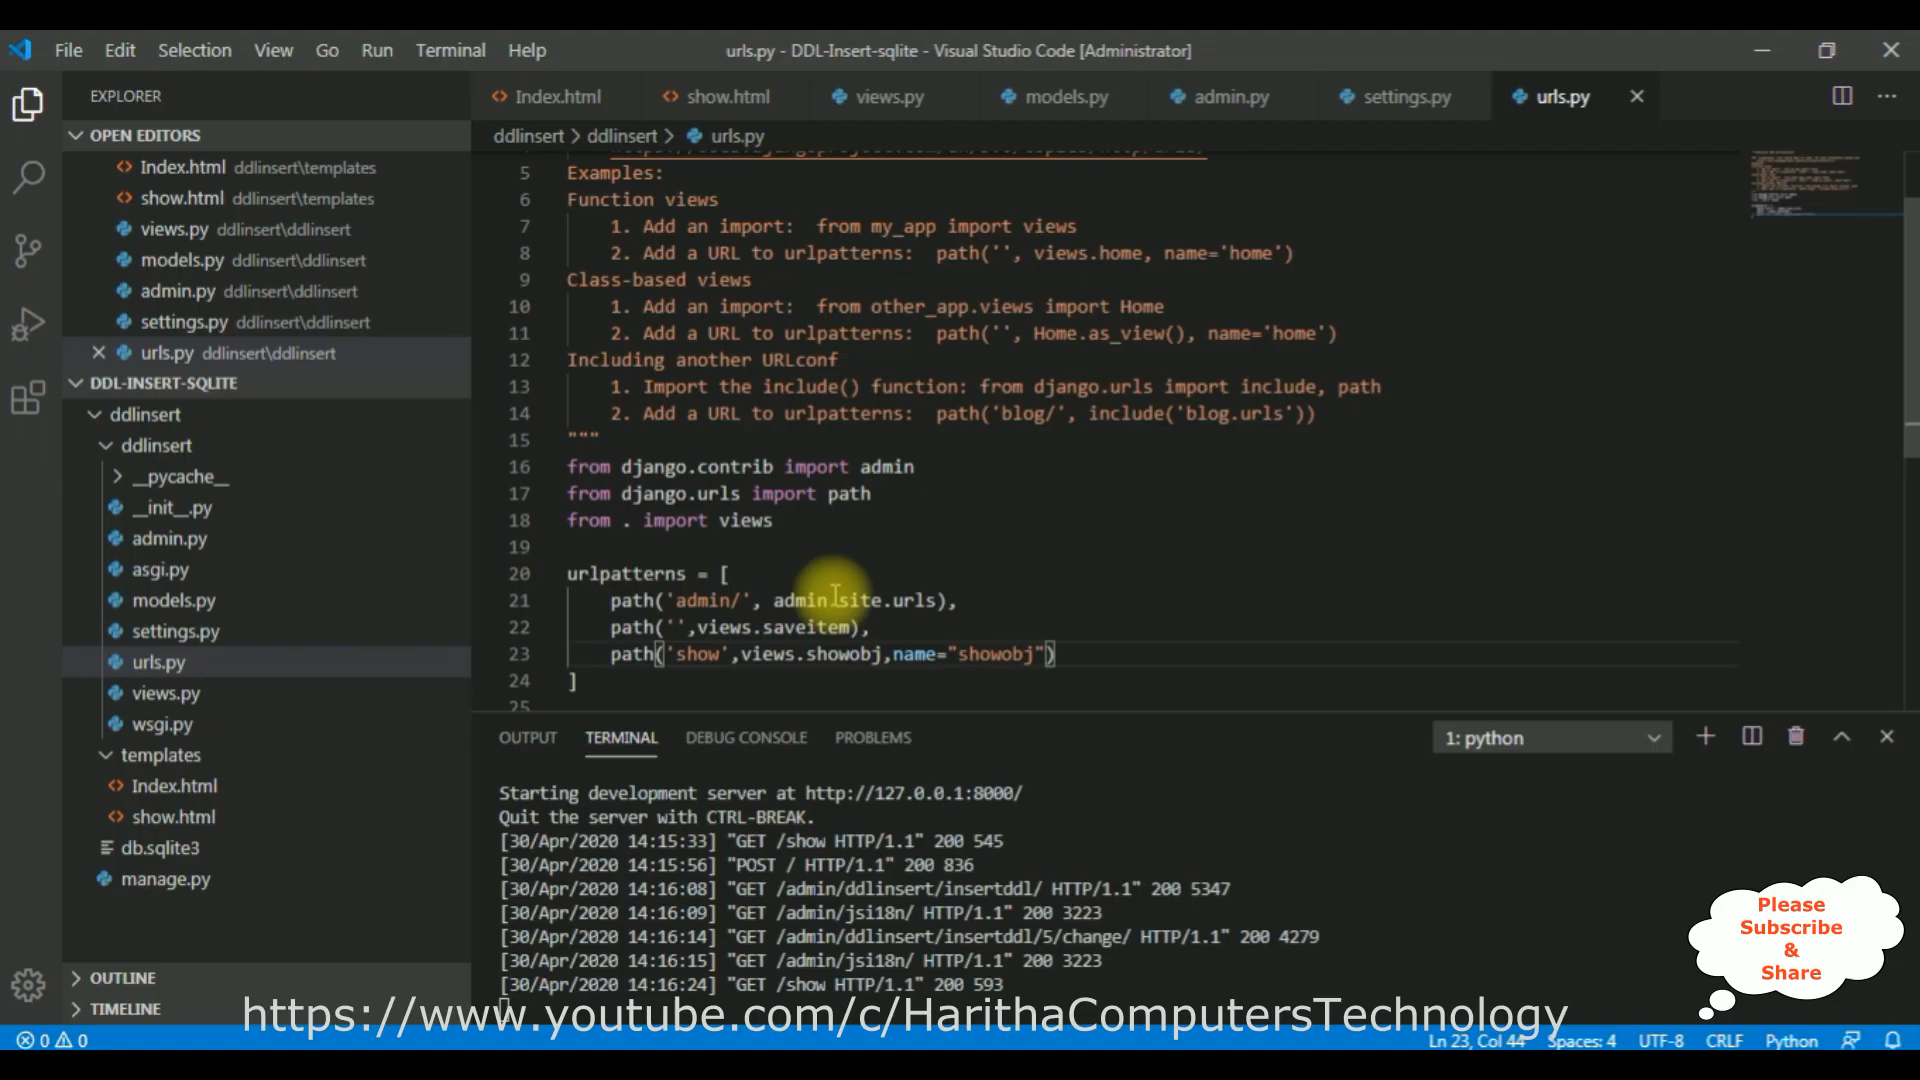 File Edit Selection View Go Run Terminal Help
urls.py - DDL-Insert-sqlite - Visual Studio Code [Administrator]
EXPLORER
OPEN EDITORS
Index.html ddlinsert\templates
show.html ddlinsert\templates
views.py ddlinsert\ddlinsert
models.py ddlinsert\ddlinsert
admin.py ddlinsert\ddlinsert
settings.py ddlinsert\ddlinsert
urls.py ddlinsert\ddlinsert
DDL-INSERT-SQLITE
ddlinsert
ddlinsert
__pycache__
__init__.py
admin.py
asgi.py
models.py
settings.py
urls.py
views.py
wsgi.py
templates
Index.html
show.html
db.sqlite3
manage.py
OUTLINE
TIMELINE
Index.html show.html views.py models.py admin.py settings.py urls.py
ddlinsert > ddlinsert > urls.py
5 Examples:
6 Function views
7     1. Add an import:  from my_app import views
8     2. Add a URL to urlpatterns:  path('', views.home, name='home')
9 Class-based views
10     1. Add an import:  from other_app.views import Home
11     2. Add a URL to urlpatterns:  path('', Home.as_view(), name='home')
12 Including another URLconf
13     1. Import the include() function: from django.urls import include, path
14     2. Add a URL to urlpatterns:  path('blog/', include('blog.urls'))
15 """
16 from django.contrib import admin
17 from django.urls import path
18 from . import views
19
20 urlpatterns = [
21     path('admin/', admin.site.urls),
22     path('',views.saveitem),
23     path('show',views.showobj,name="showobj")
24 ]
25
OUTPUT TERMINAL DEBUG CONSOLE PROBLEMS
1: python
Starting development server at http://127.0.0.1:8000/
Quit the server with CTRL-BREAK.
[30/Apr/2020 14:15:33] "GET /show HTTP/1.1" 200 545
[30/Apr/2020 14:15:56] "POST / HTTP/1.1" 200 836
[30/Apr/2020 14:16:08] "GET /admin/ddlinsert/insertddl/ HTTP/1.1" 200 5347
[30/Apr/2020 14:16:09] "GET /admin/jsi18n/ HTTP/1.1" 200 3223
[30/Apr/2020 14:16:14] "GET /admin/ddlinsert/insertddl/5/change/ HTTP/1.1" 200 4279
[30/Apr/2020 14:16:15] "GET /admin/jsi18n/ HTTP/1.1" 200 3223
[30/Apr/2020 14:16:24] "GET /show HTTP/1.1" 200 593
Please
Subscribe
&
Share
https://www.youtube.com/c/HarithaComputersTechnology
0 0
Ln 23, Col 44 Spaces: 4 UTF-8 CRLF Python